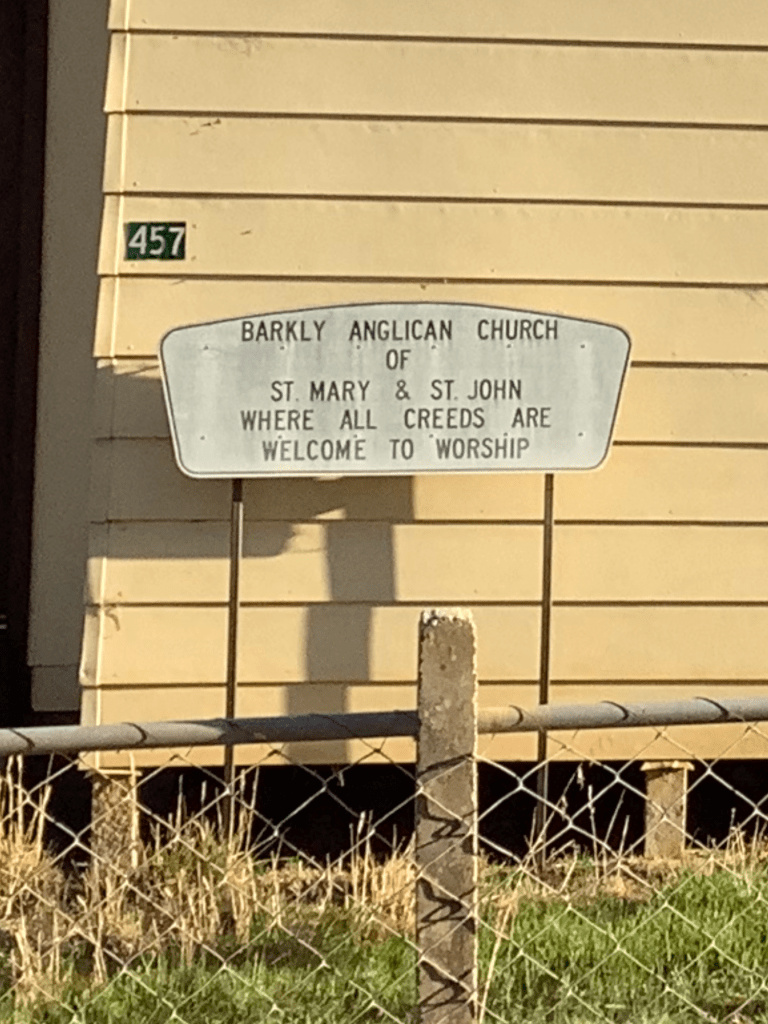 457
BARKLY ANGLICAN CHURCH
OF
ST. MARY & ST. JOHN
WHERE ALL CREEDS ARE
WELCOME TO WORSHIP